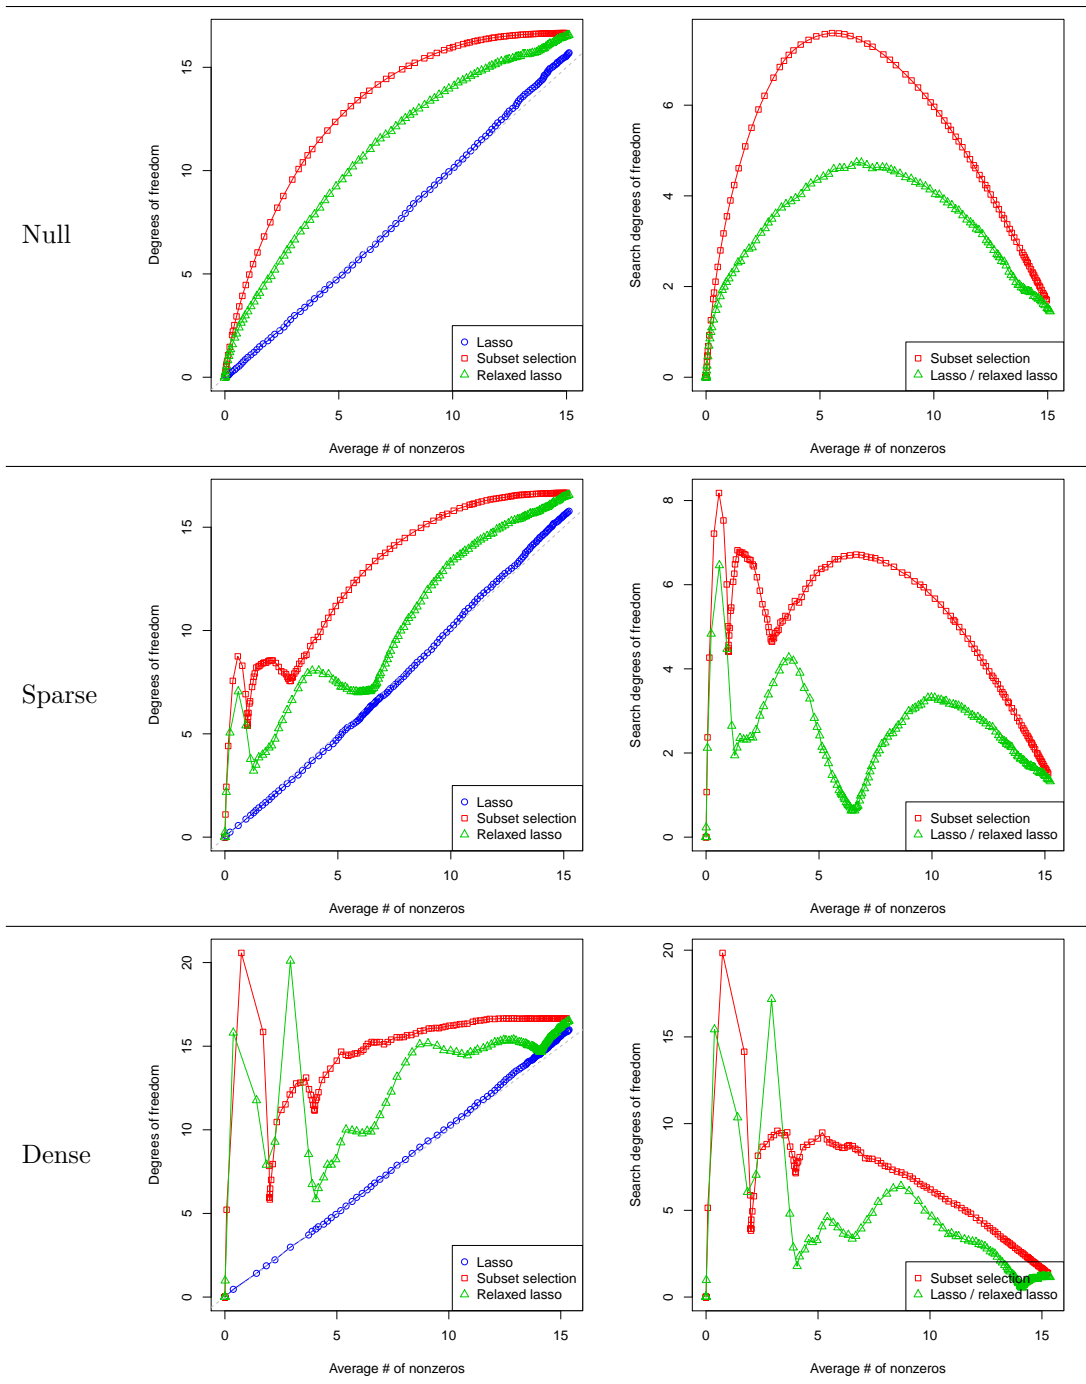 Null
Degrees of freedom
15
10
5
0
Lasso
Subset selection
Relaxed lasso
0 5 10 15
Average # of nonzeros
Search degrees of freedom
6
4
2
0
Subset selection
Lasso / relaxed lasso
0 5 10 15
Average # of nonzeros
Sparse
Degrees of freedom
15
10
5
0
Lasso
Subset selection
Relaxed lasso
0 5 10 15
Average # of nonzeros
Search degrees of freedom
8
6
4
2
0
Subset selection
Lasso / relaxed lasso
0 5 10 15
Average # of nonzeros
Dense
Degrees of freedom
20
15
10
5
0
Lasso
Subset selection
Relaxed lasso
0 5 10 15
Average # of nonzeros
Search degrees of freedom
20
15
10
5
0
Subset selection
Lasso / relaxed lasso
0 5 10 15
Average # of nonzeros